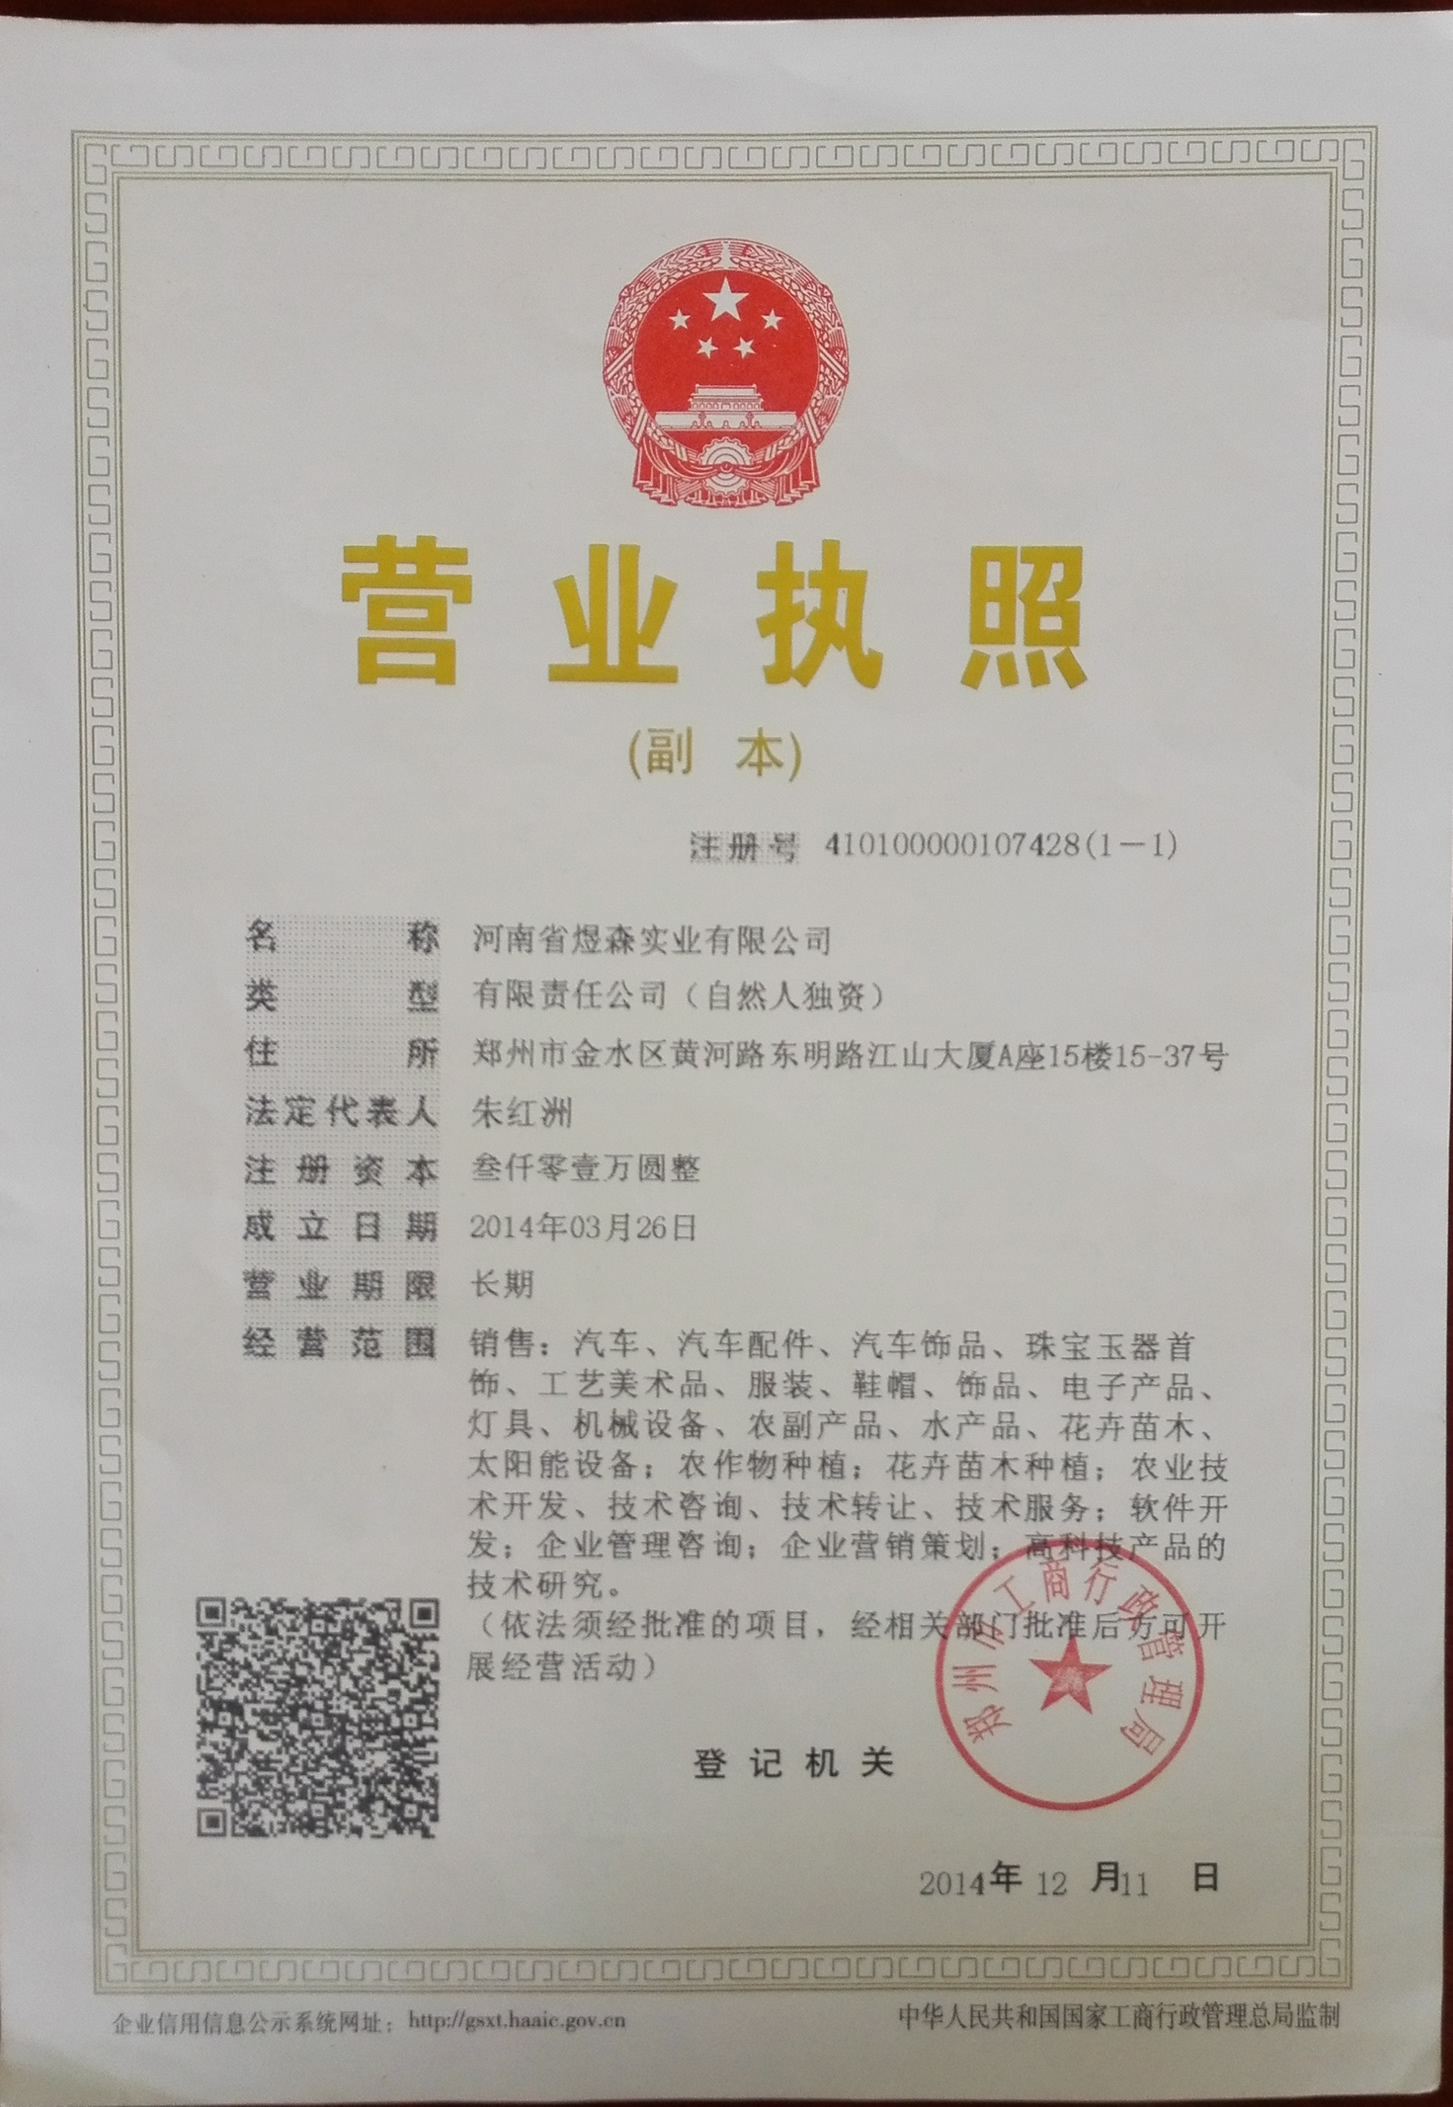 营业执照
(副 本)
注册号 410100000107428(1－1)
名称 河南省煜森实业有限公司
类型 有限责任公司（自然人独资）
住所 郑州市金水区黄河路东明路江山大厦A座15楼15-37号
法定代表人 朱红洲
注册资本 叁仟零壹万圆整
成立日期 2014年03月26日
营业期限 长期
经营范围 销售：汽车、汽车配件、汽车饰品、珠宝玉器首
饰、工艺美术品、服装、鞋帽、饰品、电子产品、
灯具、机械设备、农副产品、水产品、花卉苗木、
太阳能设备；农作物种植；花卉苗木种植；农业技
术开发、技术咨询、技术转让、技术服务；软件开
发；企业管理咨询；企业营销策划；高科技产品的
技术研究。
（依法须经批准的项目，经相关部门批准后方可开
展经营活动）
郑州市工商行政管理局
登记机关
2014年 12 月11 日
企业信用信息公示系统网址：http://gsxt.haaic.gov.cn
中华人民共和国国家工商行政管理总局监制